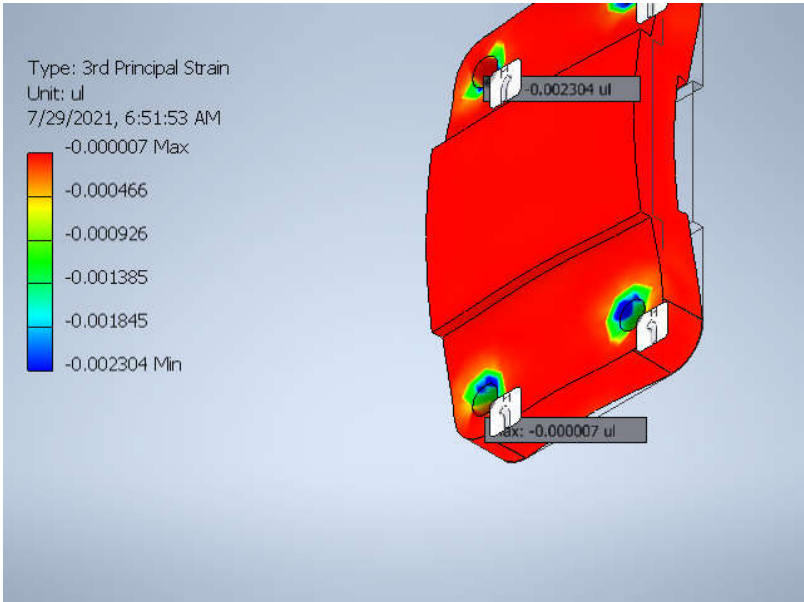 Type: 3rd Principal Strain
Unit: ul
7/29/2021, 6:51:53 AM
-0.000007 Max
-0.000466
-0.000926
-0.001385
-0.001845
-0.002304 Min
-0.002304 ul
-0.000007 ul